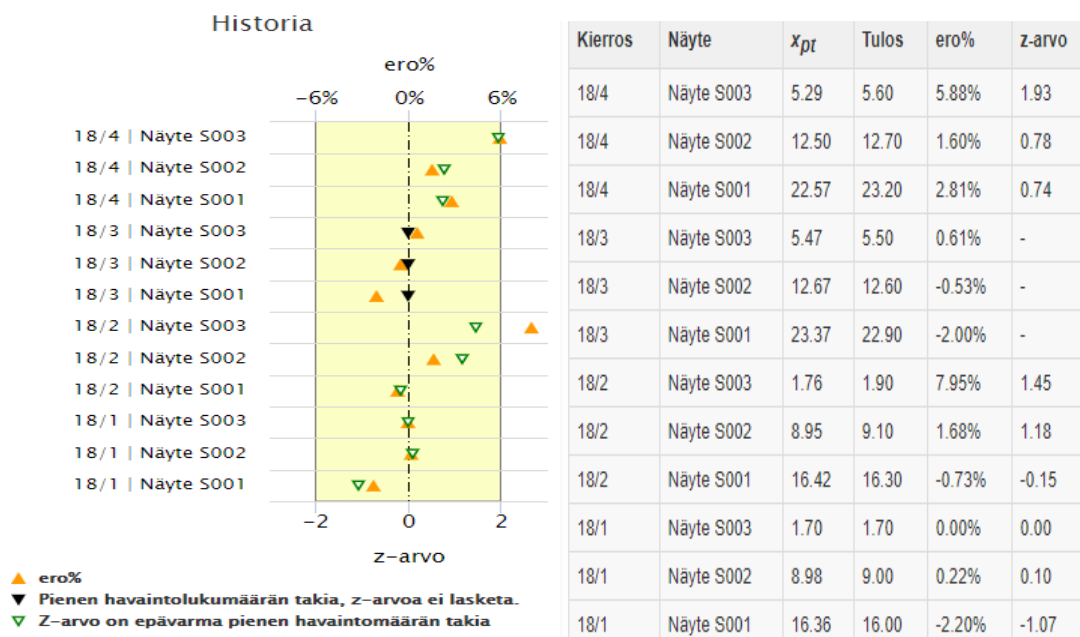 Historia
ero%
-6% 0% 6%
18/4 | Näyte S003
18/4 | Näyte S002
18/4 | Näyte S001
18/3 | Näyte S003
18/3 | Näyte S002
18/3 | Näyte S001
18/2 | Näyte S003
18/2 | Näyte S002
18/2 | Näyte S001
18/1 | Näyte S003
18/1 | Näyte S002
18/1 | Näyte S001
-2 0 2
z-arvo
ero%
Pienen havaintolukumäärän takia, z-arvoa ei lasketa.
Z-arvo on epävarma pienen havaintomäärän takia
Kierros Näyte xpt Tulos ero% z-arvo
18/4 Näyte S003 5.29 5.60 5.88% 1.93
18/4 Näyte S002 12.50 12.70 1.60% 0.78
18/4 Näyte S001 22.57 23.20 2.81% 0.74
18/3 Näyte S003 5.47 5.50 0.61% -
18/3 Näyte S002 12.67 12.60 -0.53% -
18/3 Näyte S001 23.37 22.90 -2.00% -
18/2 Näyte S003 1.76 1.90 7.95% 1.45
18/2 Näyte S002 8.95 9.10 1.68% 1.18
18/2 Näyte S001 16.42 16.30 -0.73% -0.15
18/1 Näyte S003 1.70 1.70 0.00% 0.00
18/1 Näyte S002 8.98 9.00 0.22% 0.10
18/1 Näyte S001 16.36 16.00 -2.20% -1.07